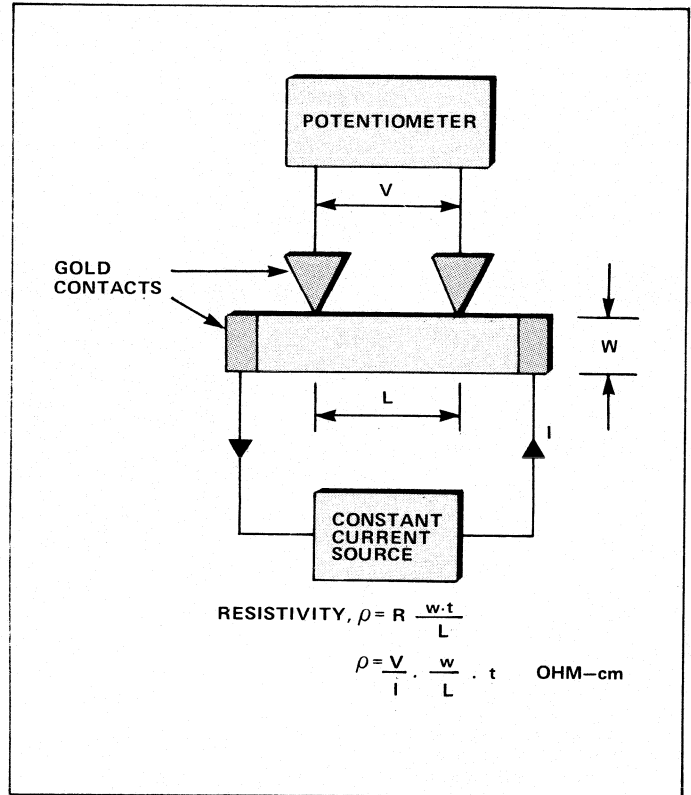 POTENTIOMETER
V
GOLD
CONTACTS
W
L
I
CONSTANT
CURRENT
SOURCE
RESISTIVITY, ρ = R w·t / L
ρ = V / I · w / L · t OHM–cm